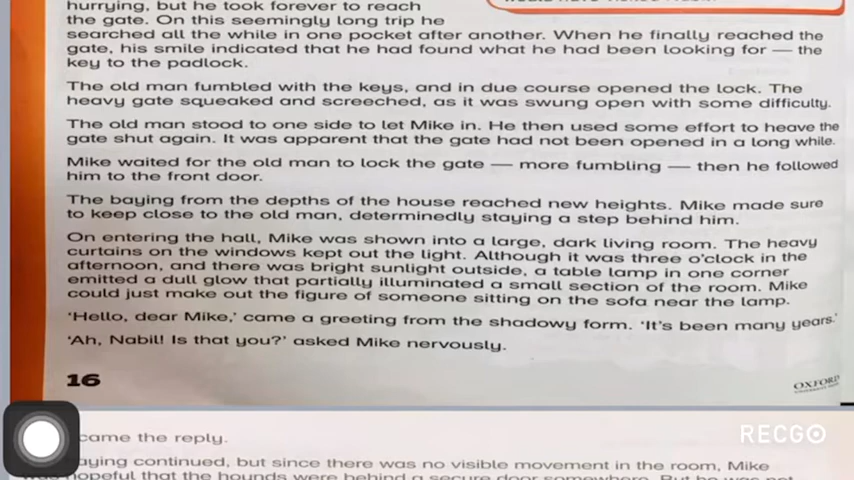 hurrying, but he took forever to reach
the gate. On this seemingly long trip he
searched all the while in one pocket after another. When he finally reached the
gate, his smile indicated that he had found what he had been looking for — the
key to the padlock.
The old man fumbled with the keys, and in due course opened the lock. The
heavy gate squeaked and screeched, as it was swung open with some difficulty.
The old man stood to one side to let Mike in. He then used some effort to heave the
gate shut again. It was apparent that the gate had not been opened in a long while.
Mike waited for the old man to lock the gate — more fumbling — then he followed
him to the front door.
The baying from the depths of the house reached new heights. Mike made sure
to keep close to the old man, determinedly staying a step behind him.
On entering the hall, Mike was shown into a large, dark living room. The heavy
curtains on the windows kept out the light. Although it was three o'clock in the
afternoon, and there was bright sunlight outside, a table lamp in one corner
emitted a dull glow that partially illuminated a small section of the room. Mike
could just make out the figure of someone sitting on the sofa near the lamp.
'Hello, dear Mike,' came a greeting from the shadowy form. 'It's been many years.'
'Ah, Nabil! Is that you?' asked Mike nervously.
16
OXFORD
came the reply.
RECGO
aying continued, but since there was no visible movement in the room, Mike
hopeful that the hounds were behind a secure door somewhere. But he was not